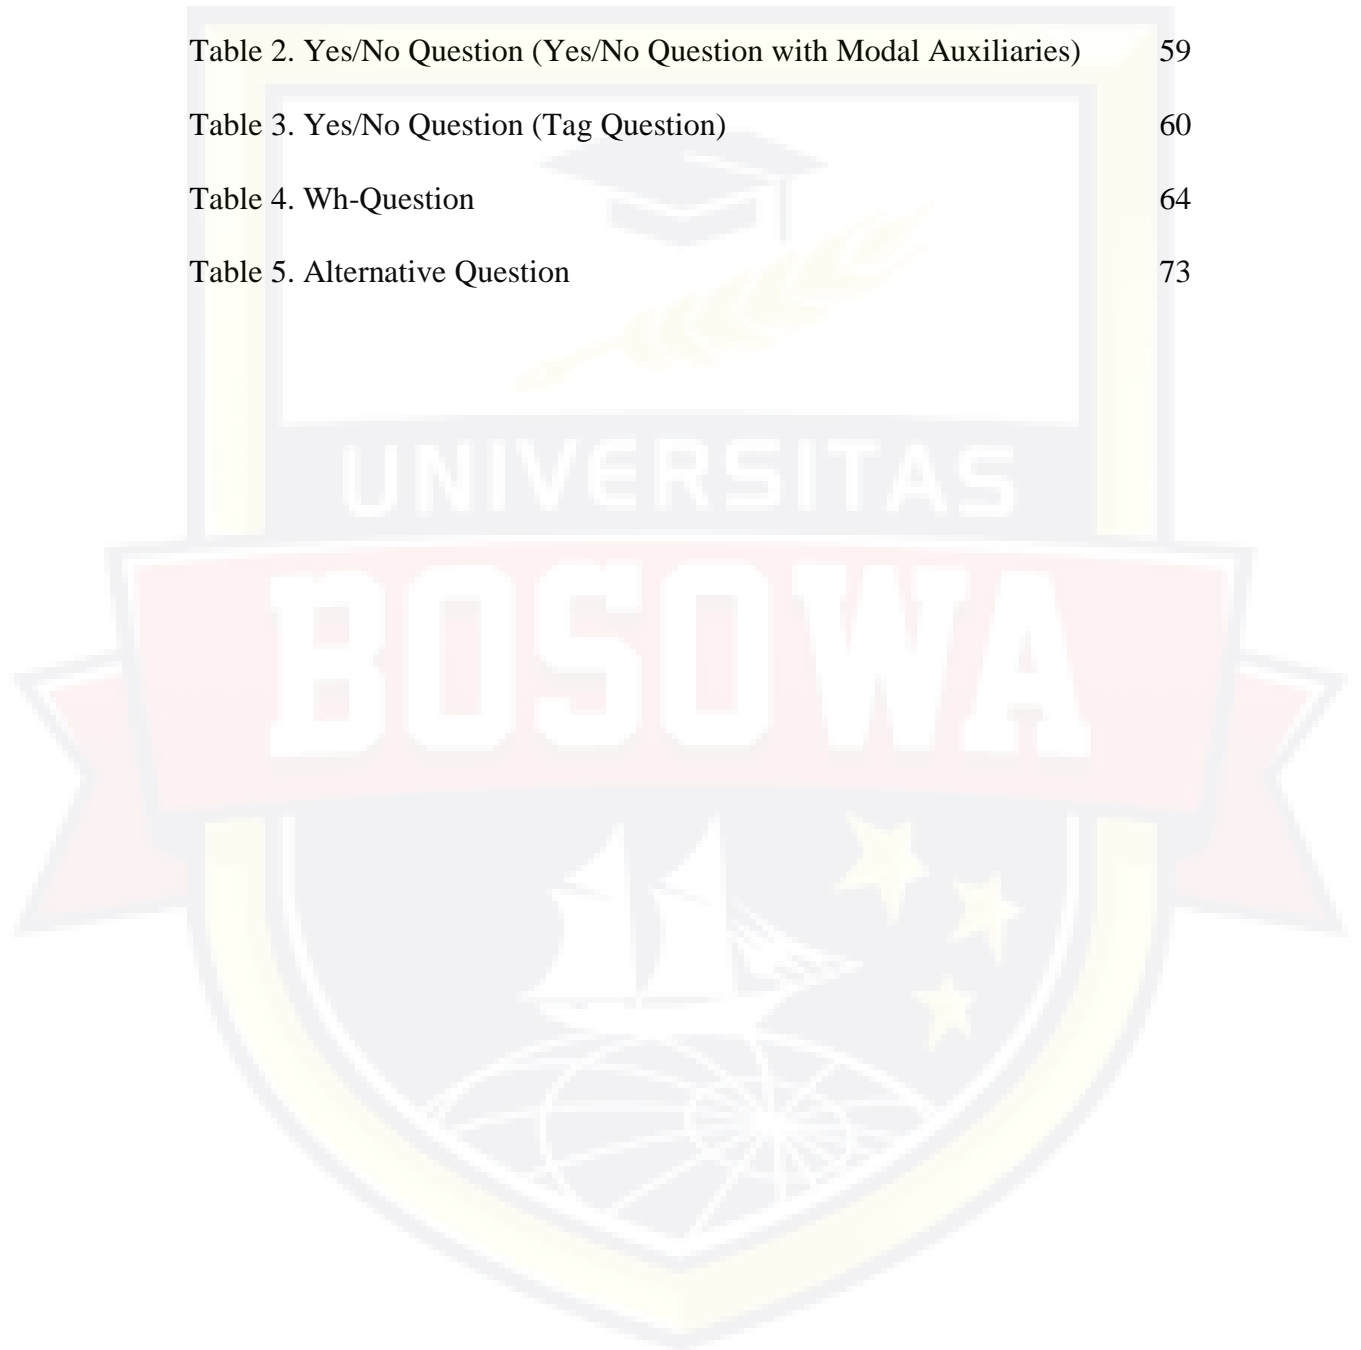 Table 2. Yes/No Question (Yes/No Question with Modal Auxiliaries) 59
Table 3. Yes/No Question (Tag Question) 60
Table 4. Wh-Question 64
Table 5. Alternative Question 73
UNIVERSITAS
BOSOWA